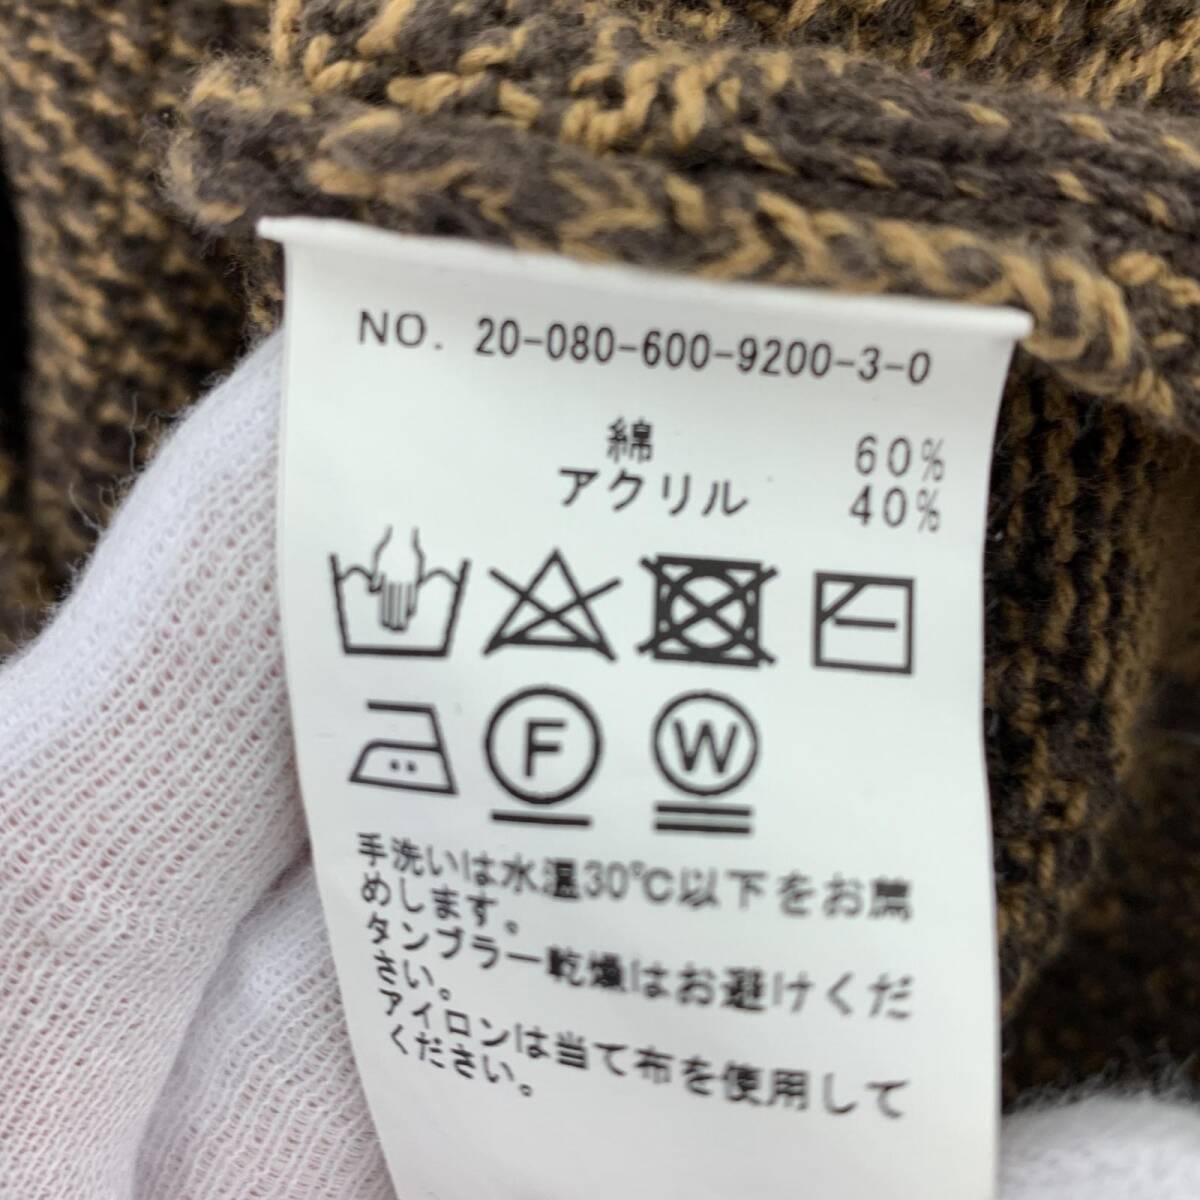 NO. 20-080-600-9200-3-0
綿 60%
アクリル 40%
F W
手洗いは水温30℃以下をお薦
めします。
タンブラー乾燥はお避けくだ
さい。
アイロンは当て布を使用して
ください。